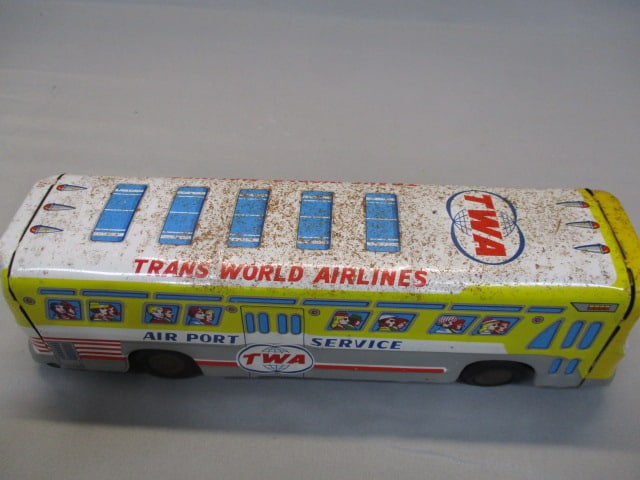 TWA
TRANS WORLD AIRLINES
AIR PORT SERVICE
TWA